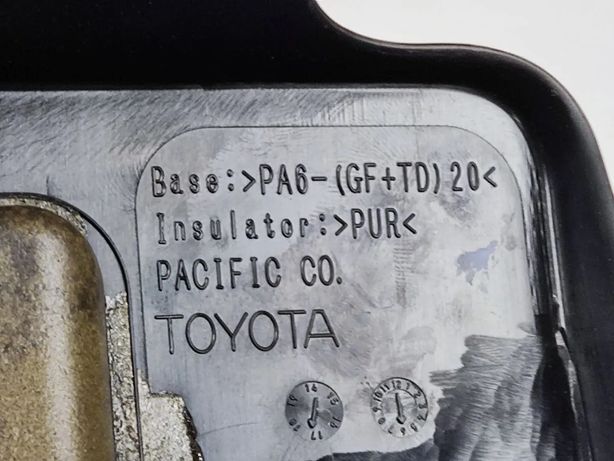 Base:>PA6-(GF+TD)20<
Insulator:>PUR<
PACIFIC CO.
TOYOTA